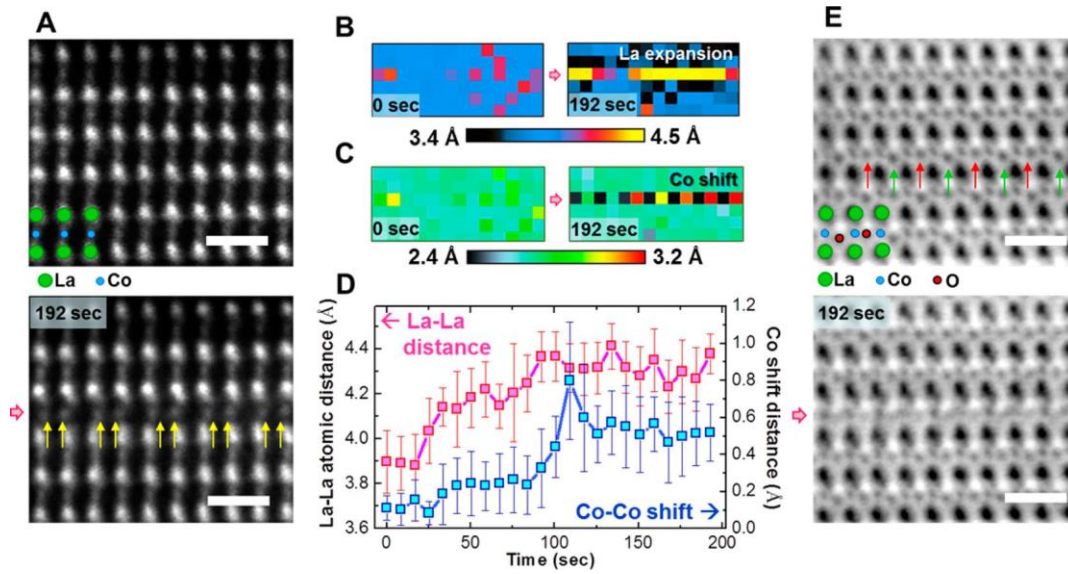 A
La Co
192 sec
B
0 sec
La expansion
192 sec
3.4 Å 4.5 Å
C
0 sec
Co shift
192 sec
2.4 Å 3.2 Å
D
← La-La
distance
Co-Co shift →
La-La atomic distance (Å)
4.4
4.2
4.0
3.8
3.6
Co shift distance (Å)
1.2
1.0
0.8
0.6
0.4
0.2
0.0
0 50 100 150 200
Time (sec)
E
La Co O
192 sec